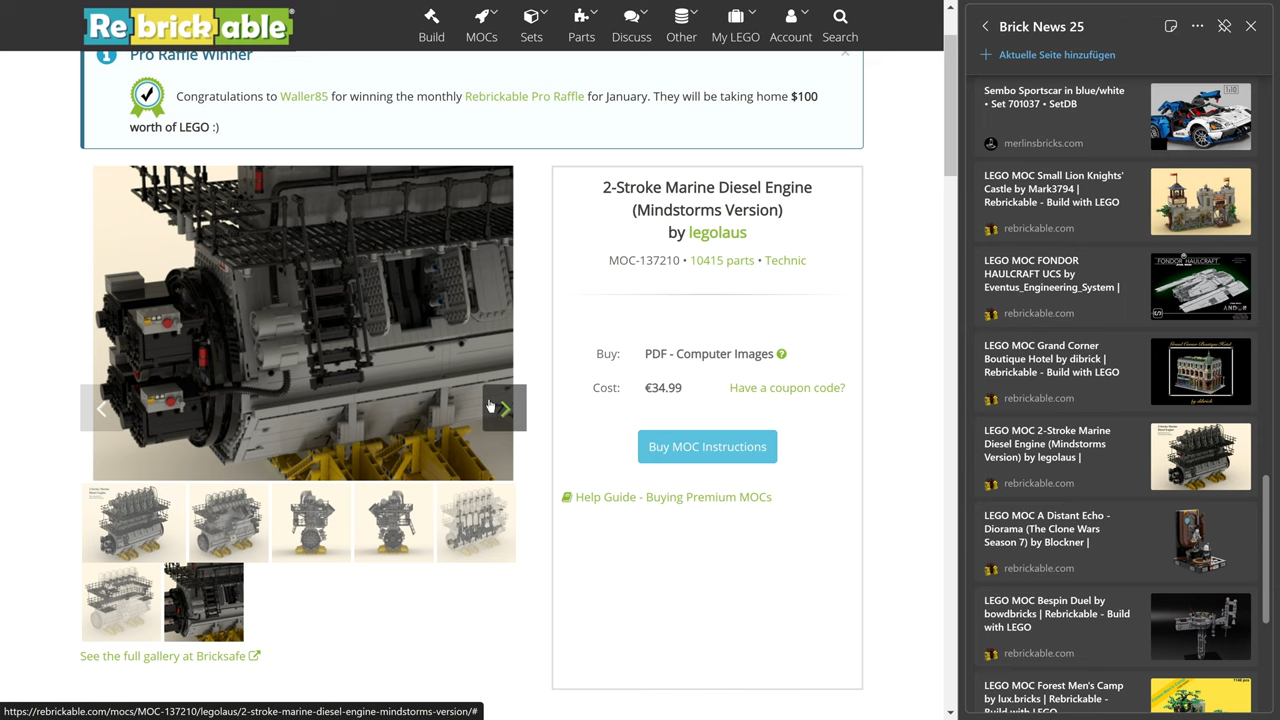 Rebrickable
Build
MOCs
Sets
Parts
Discuss
Other
My LEGO
Account
Search
Pro Raffle Winner
Congratulations to Waller85 for winning the monthly Rebrickable Pro Raffle for January. They will be taking home $100
worth of LEGO :)
2-Stroke Marine Diesel Engine
(Mindstorms Version)
by legolaus
MOC-137210 • 10415 parts • Technic
Buy: PDF - Computer Images
Cost: €34.99 Have a coupon code?
Buy MOC Instructions
Help Guide - Buying Premium MOCs
See the full gallery at Bricksafe
https://rebrickable.com/mocs/MOC-137210/legolaus/2-stroke-marine-diesel-engine-mindstorms-version/#
Brick News 25
Aktuelle Seite hinzufügen
Sembo Sportscar in blue/white
• Set 701037 • SetDB
merlinsbricks.com
LEGO MOC Small Lion Knights'
Castle by Mark3794 |
Rebrickable - Build with LEGO
rebrickable.com
LEGO MOC FONDOR
HAULCRAFT UCS by
Eventus_Engineering_System |
rebrickable.com
FONDOR HAULCRAFT
LEGO MOC Grand Corner
Boutique Hotel by dibrick |
Rebrickable - Build with LEGO
rebrickable.com
LEGO MOC 2-Stroke Marine
Diesel Engine (Mindstorms
Version) by legolaus |
rebrickable.com
LEGO MOC A Distant Echo -
Diorama (The Clone Wars
Season 7) by Blockner |
rebrickable.com
LEGO MOC Bespin Duel by
bowdbricks | Rebrickable - Build
with LEGO
rebrickable.com
LEGO MOC Forest Men's Camp
by lux.bricks | Rebrickable -
Build with LEGO